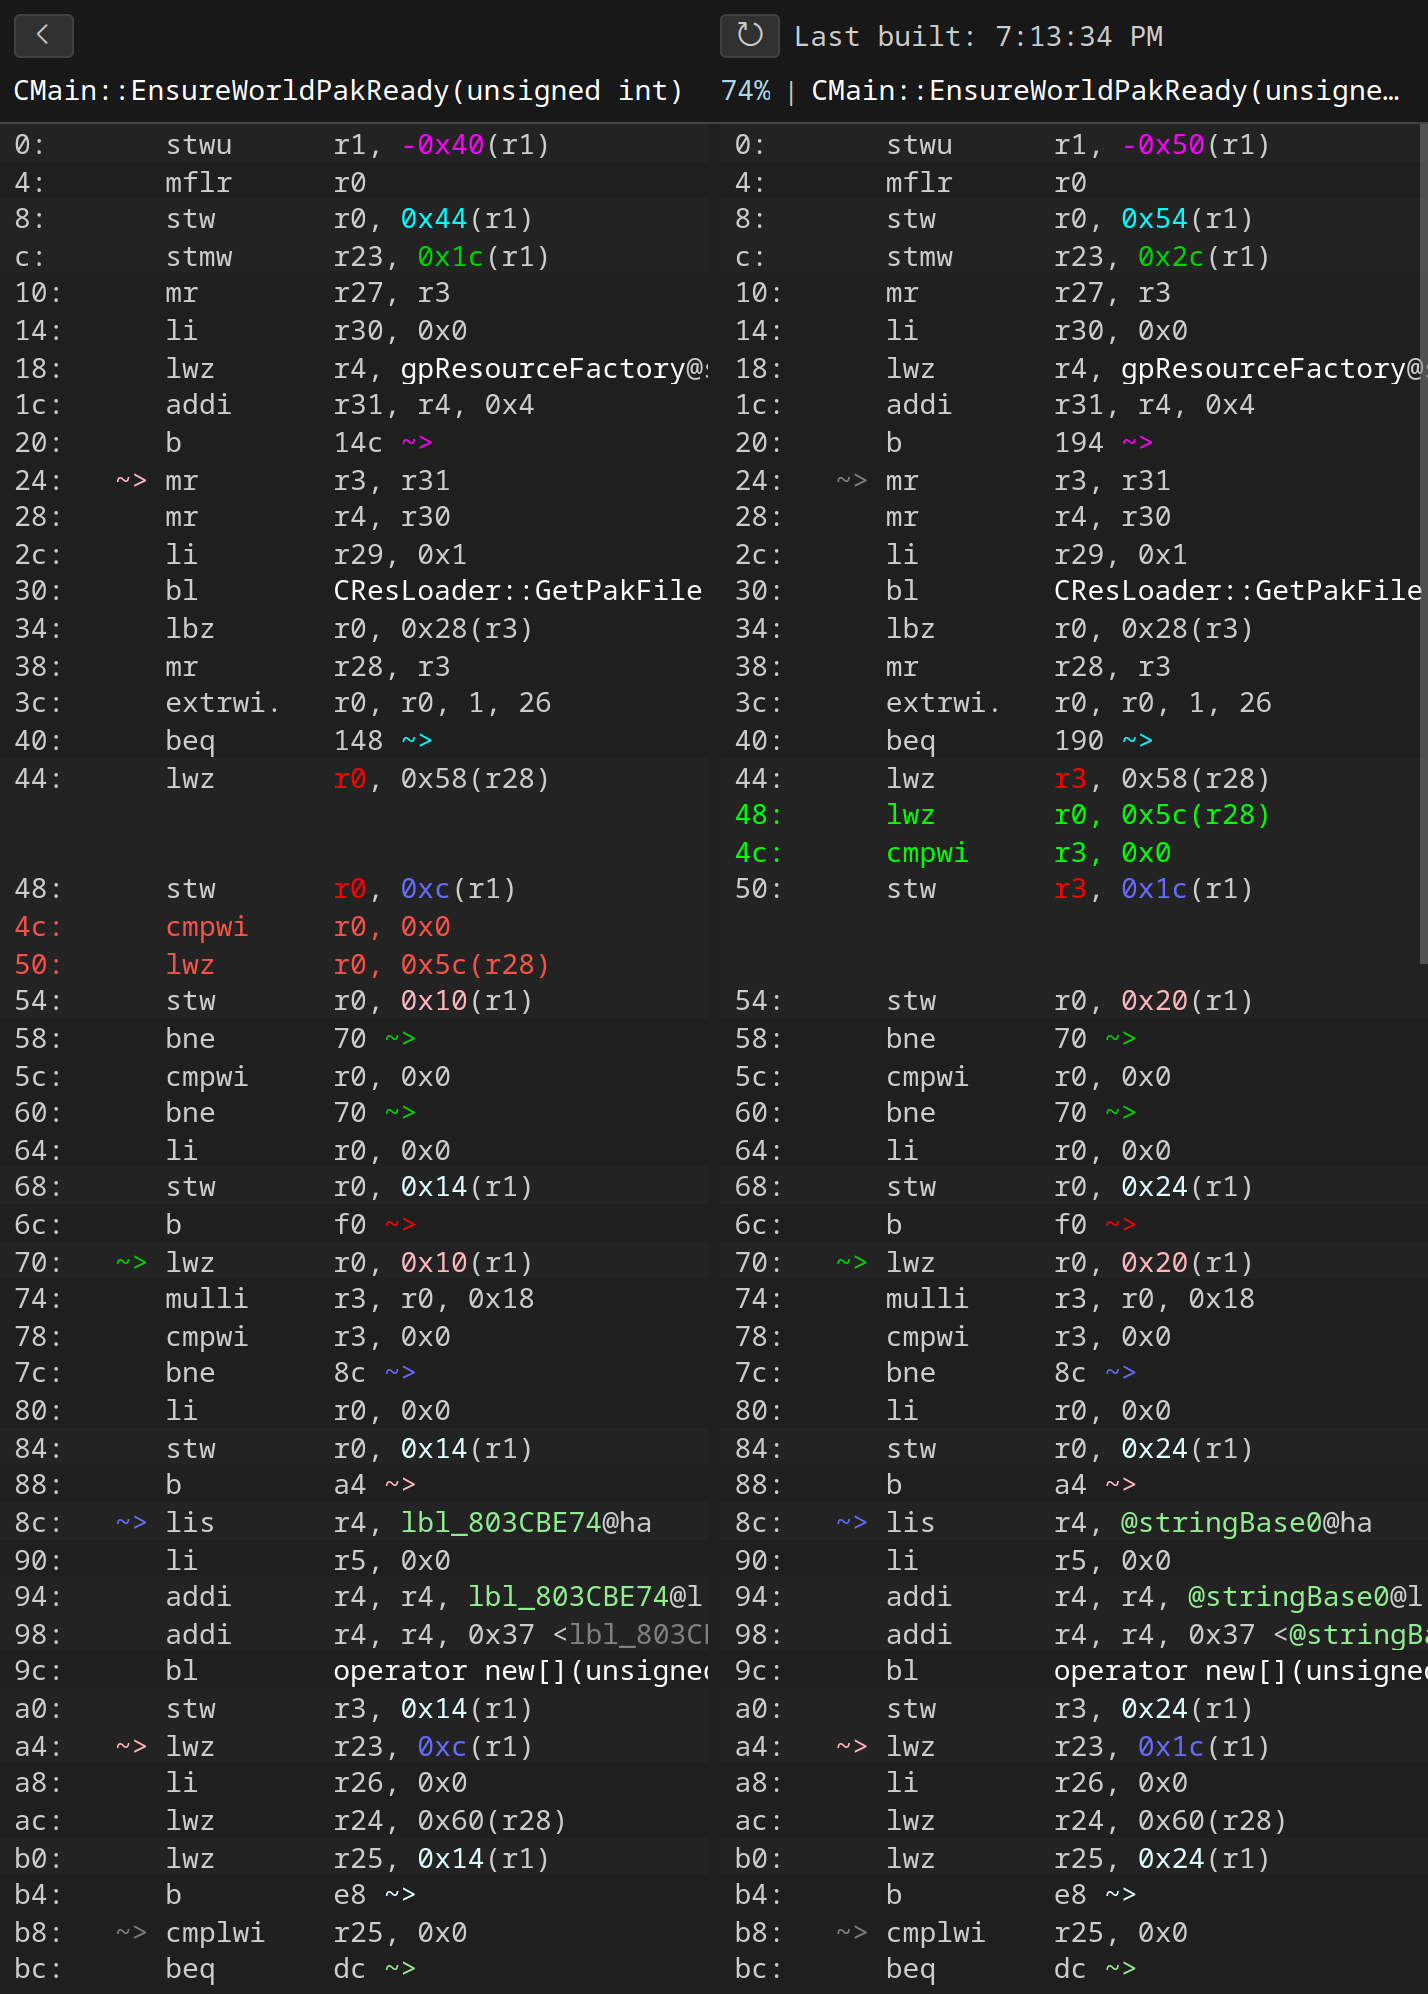 Last built: 7:13:34 PM
CMain::EnsureWorldPakReady(unsigned int) 74% | CMain::EnsureWorldPakReady(unsigne…
0: stwu r1, -0x40(r1) 0: stwu r1, -0x50(r1)
4: mflr r0 4: mflr r0
8: stw r0, 0x44(r1) 8: stw r0, 0x54(r1)
c: stmw r23, 0x1c(r1) c: stmw r23, 0x2c(r1)
10: mr r27, r3 10: mr r27, r3
14: li r30, 0x0 14: li r30, 0x0
18: lwz r4, gpResourceFactory@ 18: lwz r4, gpResourceFactory@
1c: addi r31, r4, 0x4 1c: addi r31, r4, 0x4
20: b 14c ~> 20: b 194 ~>
24: ~> mr r3, r31 24: ~> mr r3, r31
28: mr r4, r30 28: mr r4, r30
2c: li r29, 0x1 2c: li r29, 0x1
30: bl CResLoader::GetPakFile 30: bl CResLoader::GetPakFile
34: lbz r0, 0x28(r3) 34: lbz r0, 0x28(r3)
38: mr r28, r3 38: mr r28, r3
3c: extrwi. r0, r0, 1, 26 3c: extrwi. r0, r0, 1, 26
40: beq 148 ~> 40: beq 190 ~>
44: lwz r0, 0x58(r28) 44: lwz r3, 0x58(r28)
48: lwz r0, 0x5c(r28)
4c: cmpwi r3, 0x0
48: stw r0, 0xc(r1) 50: stw r3, 0x1c(r1)
4c: cmpwi r0, 0x0
50: lwz r0, 0x5c(r28)
54: stw r0, 0x10(r1) 54: stw r0, 0x20(r1)
58: bne 70 ~> 58: bne 70 ~>
5c: cmpwi r0, 0x0 5c: cmpwi r0, 0x0
60: bne 70 ~> 60: bne 70 ~>
64: li r0, 0x0 64: li r0, 0x0
68: stw r0, 0x14(r1) 68: stw r0, 0x24(r1)
6c: b f0 ~> 6c: b f0 ~>
70: ~> lwz r0, 0x10(r1) 70: ~> lwz r0, 0x20(r1)
74: mulli r3, r0, 0x18 74: mulli r3, r0, 0x18
78: cmpwi r3, 0x0 78: cmpwi r3, 0x0
7c: bne 8c ~> 7c: bne 8c ~>
80: li r0, 0x0 80: li r0, 0x0
84: stw r0, 0x14(r1) 84: stw r0, 0x24(r1)
88: b a4 ~> 88: b a4 ~>
8c: ~> lis r4, lbl_803CBE74@ha 8c: ~> lis r4, @stringBase0@ha
90: li r5, 0x0 90: li r5, 0x0
94: addi r4, r4, lbl_803CBE74@l 94: addi r4, r4, @stringBase0@l
98: addi r4, r4, 0x37 <lbl_803C 98: addi r4, r4, 0x37 <@stringB
9c: bl operator new[](unsigned 9c: bl operator new[](unsigned
a0: stw r3, 0x14(r1) a0: stw r3, 0x24(r1)
a4: ~> lwz r23, 0xc(r1) a4: ~> lwz r23, 0x1c(r1)
a8: li r26, 0x0 a8: li r26, 0x0
ac: lwz r24, 0x60(r28) ac: lwz r24, 0x60(r28)
b0: lwz r25, 0x14(r1) b0: lwz r25, 0x24(r1)
b4: b e8 ~> b4: b e8 ~>
b8: ~> cmplwi r25, 0x0 b8: ~> cmplwi r25, 0x0
bc: beq dc ~> bc: beq dc ~>